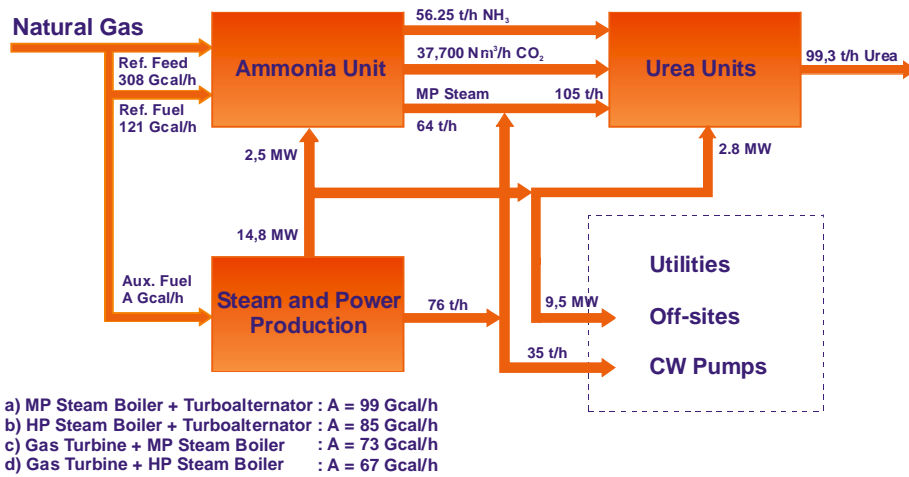 56.25 t/h NH₃
Natural Gas
37,700 Nm³/h CO₂
99,3 t/h Urea
Ref. Feed
308 Gcal/h
Ammonia Unit
Urea Units
MP Steam
105 t/h
Ref. Fuel
121 Gcal/h
64 t/h
2,5 MW
2.8 MW
14,8 MW
Utilities
Aux. Fuel
A Gcal/h
Steam and Power
Production
76 t/h
9,5 MW
Off-sites
35 t/h
CW Pumps
a) MP Steam Boiler + Turboalternator : A = 99 Gcal/h
b) HP Steam Boiler + Turboalternator : A = 85 Gcal/h
c) Gas Turbine + MP Steam Boiler : A = 73 Gcal/h
d) Gas Turbine + HP Steam Boiler : A = 67 Gcal/h